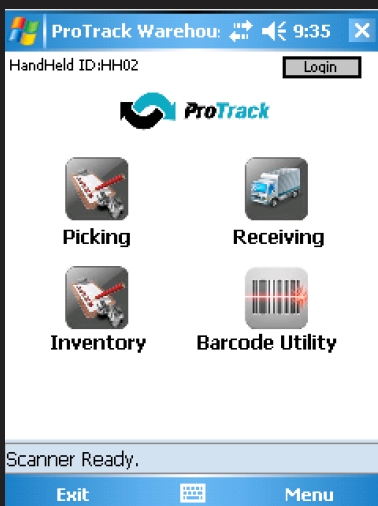 ProTrack Warehou: 9:35
HandHeld ID:HH02 Login
ProTrack
Picking Receiving
Inventory Barcode Utility
Scanner Ready.
Exit Menu